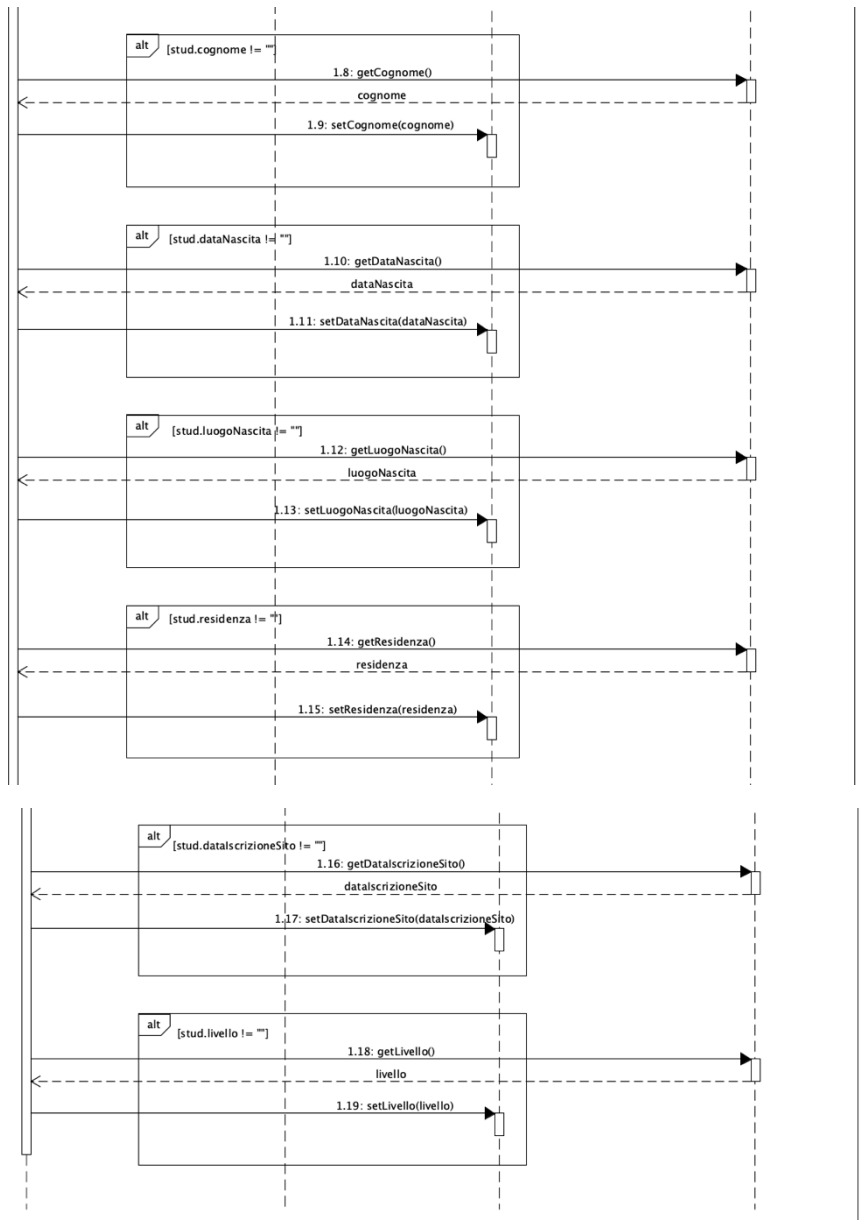 alt
[stud.cognome != ""]
1.8: getCognome()
cognome
1.9: setCognome(cognome)
alt
[stud.dataNascita != ""]
1.10: getDataNascita()
dataNascita
1.11: setDataNascita(dataNascita)
alt
[stud.luogoNascita != ""]
1.12: getLuogoNascita()
luogoNascita
1.13: setLuogoNascita(luogoNascita)
alt
[stud.residenza != ""]
1.14: getResidenza()
residenza
1.15: setResidenza(residenza)
alt
[stud.dataIscrizioneSito != ""]
1.16: getDataIscrizioneSito()
dataIscrizioneSito
1.17: setDataIscrizioneSito(dataIscrizioneSito)
alt
[stud.livello != ""]
1.18: getLivello()
livello
1.19: setLivello(livello)